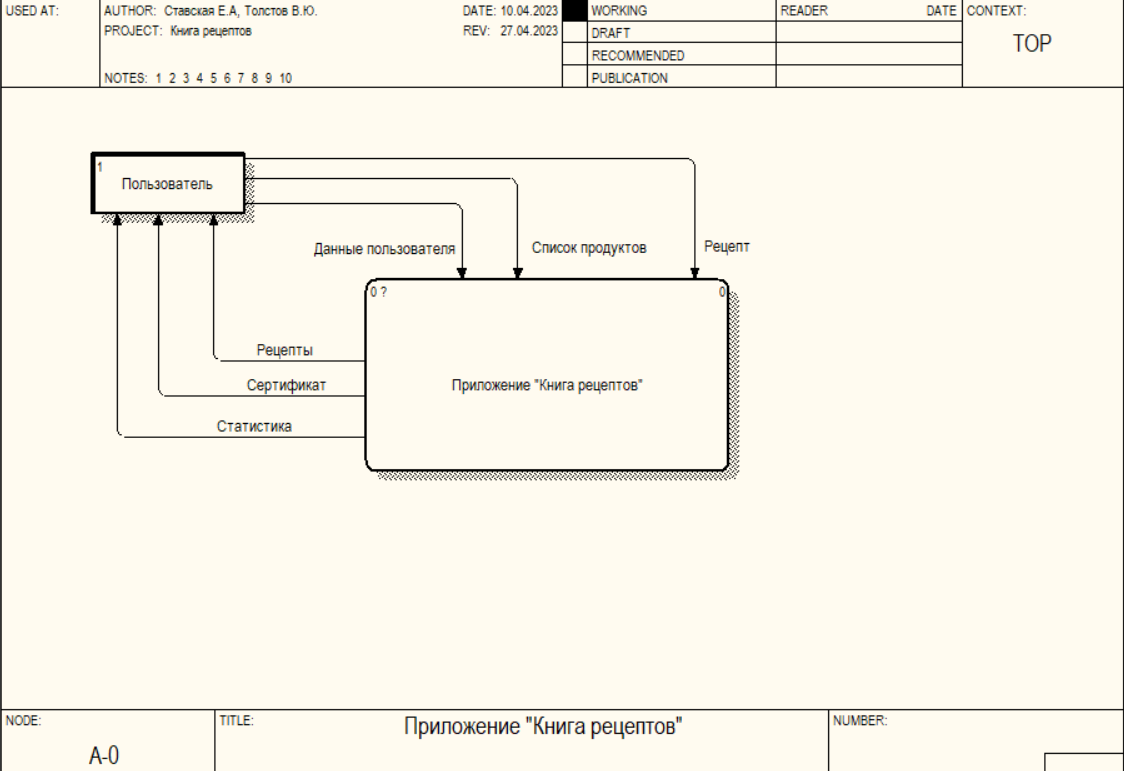 USED AT:
AUTHOR: Ставская Е.А, Толстов В.Ю.
DATE: 10.04.2023
WORKING
READER
DATE
CONTEXT:
PROJECT: Книга рецептов
REV: 27.04.2023
DRAFT
TOP
RECOMMENDED
NOTES: 1 2 3 4 5 6 7 8 9 10
PUBLICATION
1
Пользователь
Данные пользователя
Список продуктов
Рецепт
0 ?
0
Рецепты
Сертификат
Приложение "Книга рецептов"
Статистика
NODE:
TITLE:
Приложение "Книга рецептов"
NUMBER:
A-0